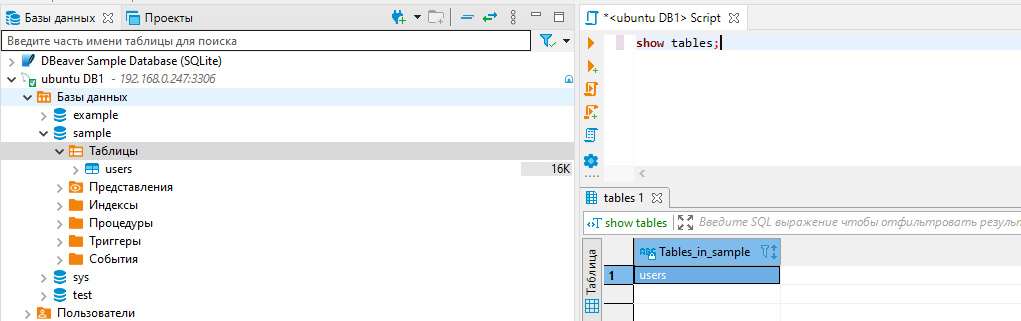 Базы данных
Проекты
Введите часть имени таблицы для поиска
DBeaver Sample Database (SQLite)
ubuntu DB1 - 192.168.0.247:3306
Базы данных
example
sample
Таблицы
users 16K
Представления
Индексы
Процедуры
Триггеры
События
sys
test
Пользователи
*<ubuntu DB1> Script
show tables;
tables 1
show tables
Введите SQL выражение чтобы отфильтровать
Таблица
ABC Tables_in_sample
1 users